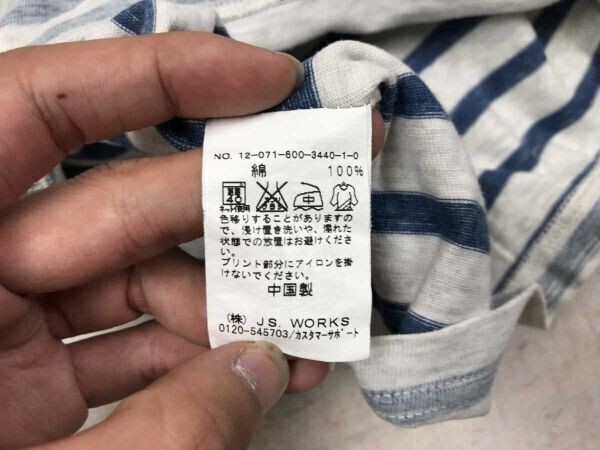 NO. 12-071-600-3440-1-0
綿 100%
40 中
ネット使用
色移りすることがありますの
で、浸け置き洗いや、濡れた
状態での放置はお避けくださ
い。
プリント部分にアイロンを掛
けないでください。
中国製
(株) J.S. WORKS
0120-545703/カスタマーサポート